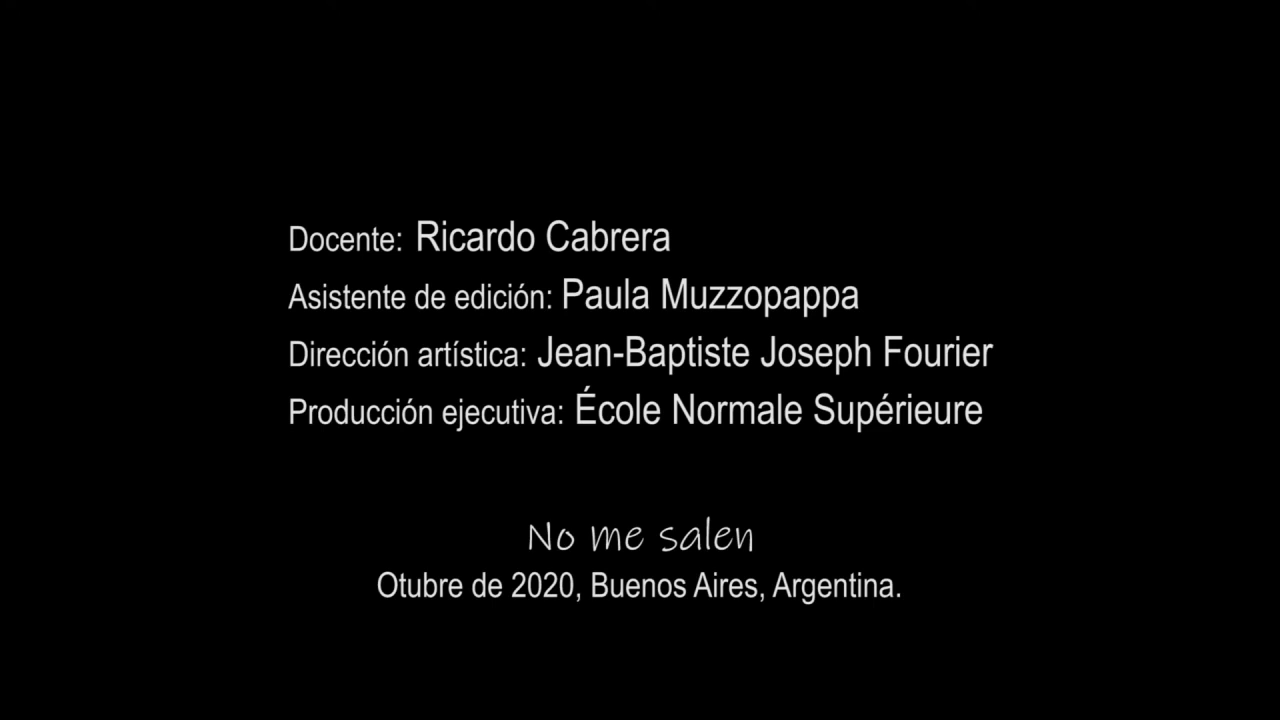 Docente: Ricardo Cabrera
Asistente de edición: Paula Muzzopappa
Dirección artística: Jean-Baptiste Joseph Fourier
Producción ejecutiva: École Normale Supérieure
No me salen
Otubre de 2020, Buenos Aires, Argentina.